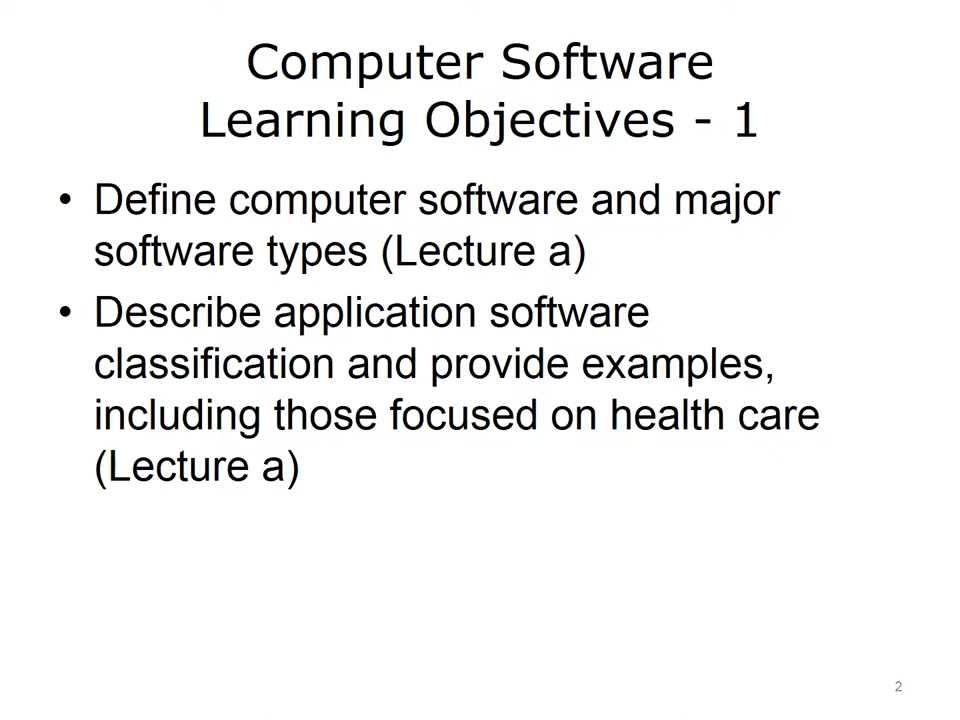 Computer Software
Learning Objectives - 1
• Define computer software and major
software types (Lecture a)
• Describe application software
classification and provide examples,
including those focused on health care
(Lecture a)
2